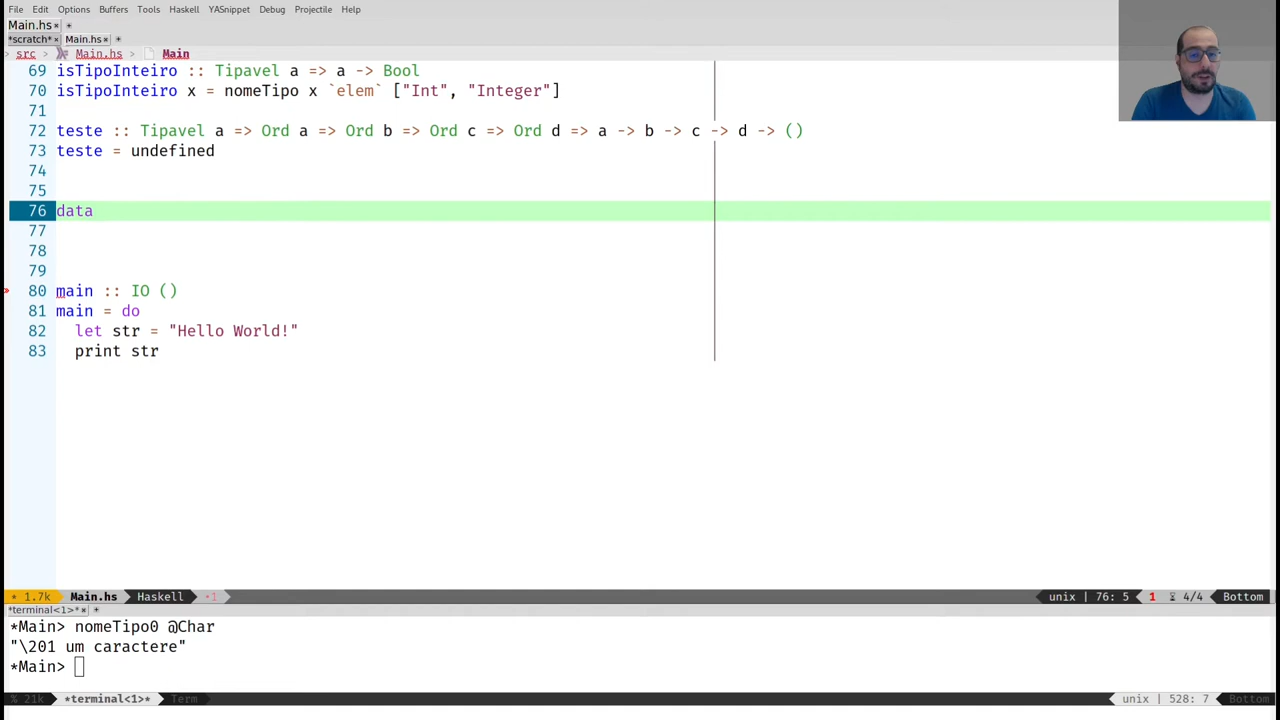 File Edit Options Buffers Tools Haskell YASnippet Debug Projectile Help
Main.hs × +
*scratch* × Main.hs × +
> src > Main.hs > Main
69 isTipoInteiro :: Tipavel a => a -> Bool
70 isTipoInteiro x = nomeTipo x `elem` ["Int", "Integer"]
71
72 teste :: Tipavel a => Ord a => Ord b => Ord c => Ord d => a -> b -> c -> d -> ()
73 teste = undefined
74
75
76 data
77
78
79
» 80 main :: IO ()
81 main = do
82 let str = "Hello World!"
83 print str
* 1.7k Main.hs Haskell •1 unix | 76: 5 1 4/4 Bottom
*terminal<1>* × +
*Main> nomeTipo0 @Char
"\201 um caractere"
*Main>
% 21k *terminal<1>* Term unix | 528: 7 Bottom